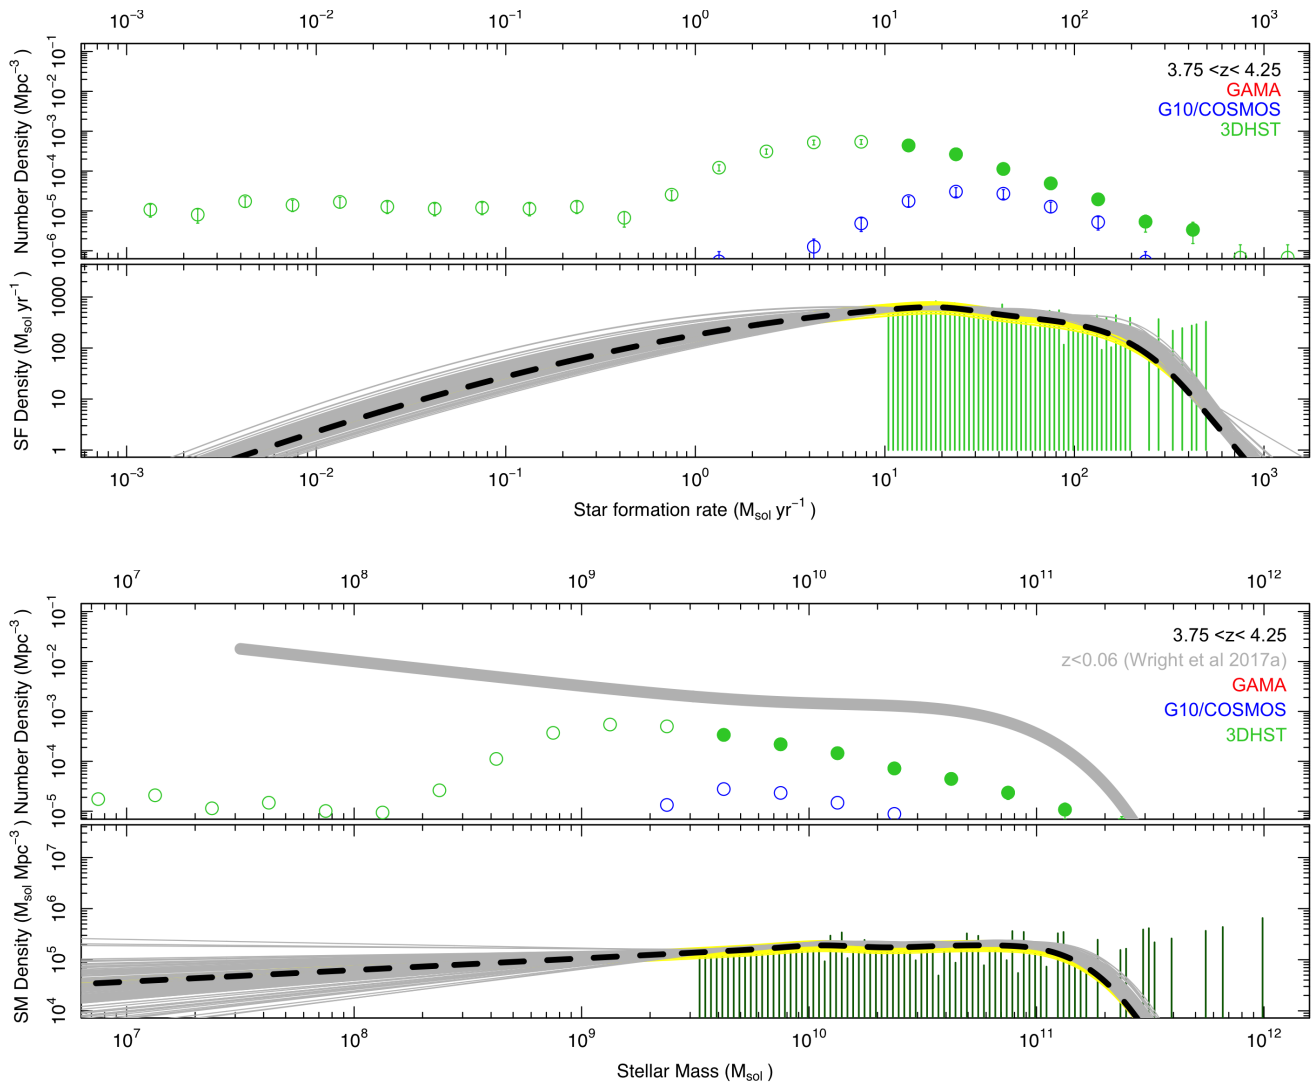 10⁻³ 10⁻² 10⁻¹ 10⁰ 10¹ 10² 10³
Number Density (Mpc⁻³)
10⁻⁶ 10⁻⁵ 10⁻⁴ 10⁻³ 10⁻² 10⁻¹
3.75 <z< 4.25
GAMA
G10/COSMOS
3DHST
SF Density (M_sol yr⁻¹)
1 10 100 1000
10⁻³ 10⁻² 10⁻¹ 10⁰ 10¹ 10² 10³
Star formation rate (M_sol yr⁻¹ )
10⁷ 10⁸ 10⁹ 10¹⁰ 10¹¹ 10¹²
Number Density (Mpc⁻³)
10⁻⁵ 10⁻⁴ 10⁻³ 10⁻² 10⁻¹
3.75 <z< 4.25
z<0.06 (Wright et al 2017a)
GAMA
G10/COSMOS
3DHST
SM Density (M_sol Mpc⁻³ )
10⁴ 10⁵ 10⁶ 10⁷
10⁷ 10⁸ 10⁹ 10¹⁰ 10¹¹ 10¹²
Stellar Mass (M_sol )